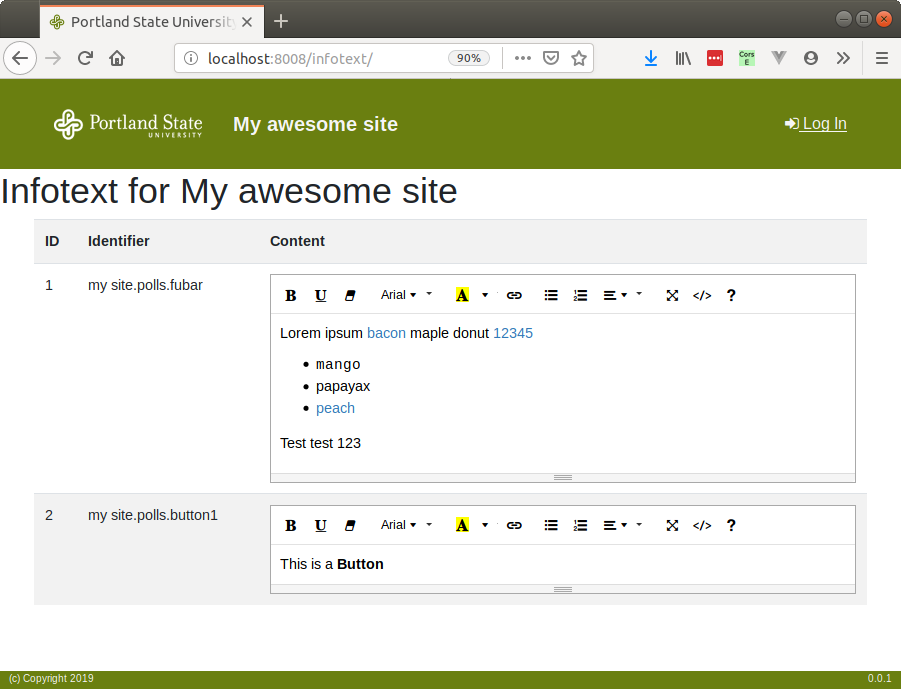 Portland State University
localhost:8008/infotext/
90%
Cors
E
Portland State
UNIVERSITY
My awesome site
Log In
Infotext for My awesome site
ID Identifier Content
1 my site.polls.fubar
B U Arial A </> ?
Lorem ipsum bacon maple donut 12345
mango
papayax
peach
Test test 123
2 my site.polls.button1
B U Arial A </> ?
This is a Button
(c) Copyright 2019 0.0.1